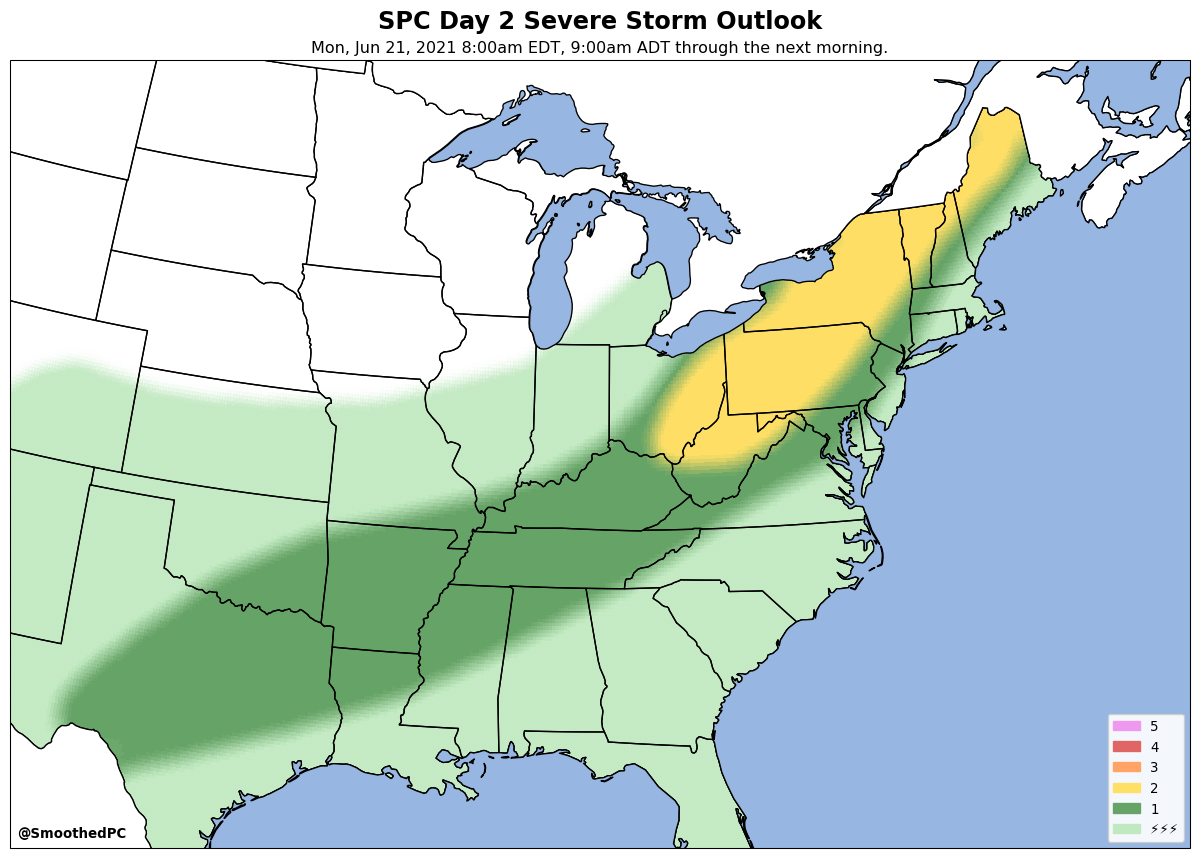 SPC Day 2 Severe Storm Outlook
Mon, Jun 21, 2021 8:00am EDT, 9:00am ADT through the next morning.
5
4
3
2
1
⚡⚡⚡
@SmoothedPC